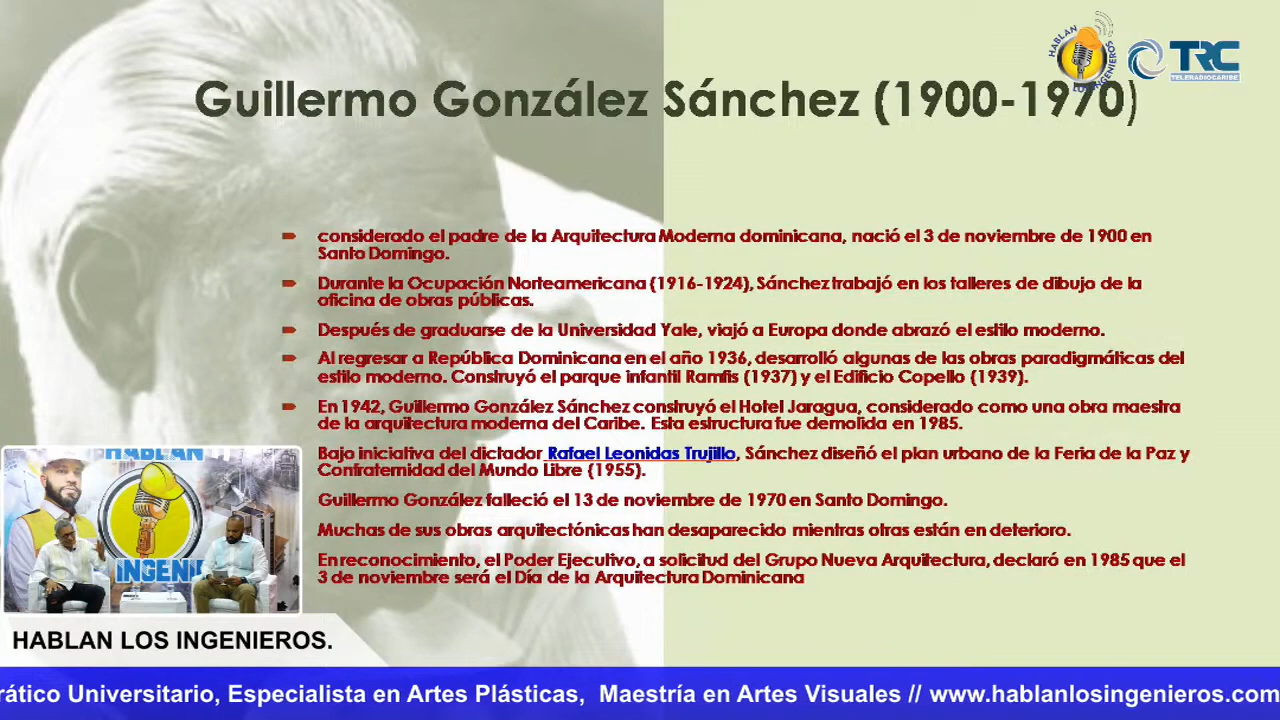 HABLAN
LOS INGENIEROS
TRC
TELERADIOCARIBE
Guillermo González Sánchez (1900-1970)
considerado el padre de la Arquitectura Moderna dominicana, nació el 3 de noviembre de 1900 en
Santo Domingo.
Durante la Ocupación Norteamericana (1916-1924), Sánchez trabajó en los talleres de dibujo de la
oficina de obras públicas.
Después de graduarse de la Universidad Yale, viajó a Europa donde abrazó el estilo moderno.
Al regresar a República Dominicana en el año 1936, desarrolló algunas de las obras paradigmáticas del
estilo moderno. Construyó el parque infantil Ramfis (1937) y el Edificio Copello (1939).
En 1942, Guillermo González Sánchez construyó el Hotel Jaragua, considerado como una obra maestra
de la arquitectura moderna del Caribe. Esta estructura fue demolida en 1985.
Bajo iniciativa del dictador Rafael Leonidas Trujillo, Sánchez diseñó el plan urbano de la Feria de la Paz y
Confraternidad del Mundo Libre (1955).
Guillermo González falleció el 13 de noviembre de 1970 en Santo Domingo.
Muchas de sus obras arquitectónicas han desaparecido mientras otras están en deterioro.
En reconocimiento, el Poder Ejecutivo, a solicitud del Grupo Nueva Arquitectura, declaró en 1985 que el
3 de noviembre será el Día de la Arquitectura Dominicana
HABLAN
INGENI
HABLAN LOS INGENIEROS.
rático Universitario, Especialista en Artes Plásticas, Maestría en Artes Visuales // www.hablanlosingenieros.com